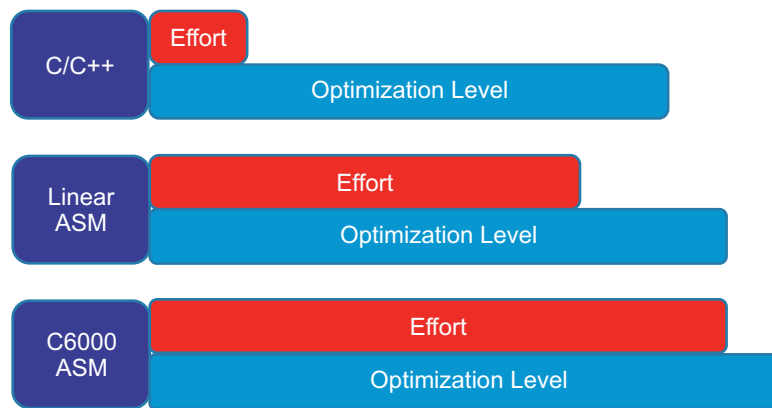 C/C++
Effort
Optimization Level
Linear
ASM
Effort
Optimization Level
C6000
ASM
Effort
Optimization Level